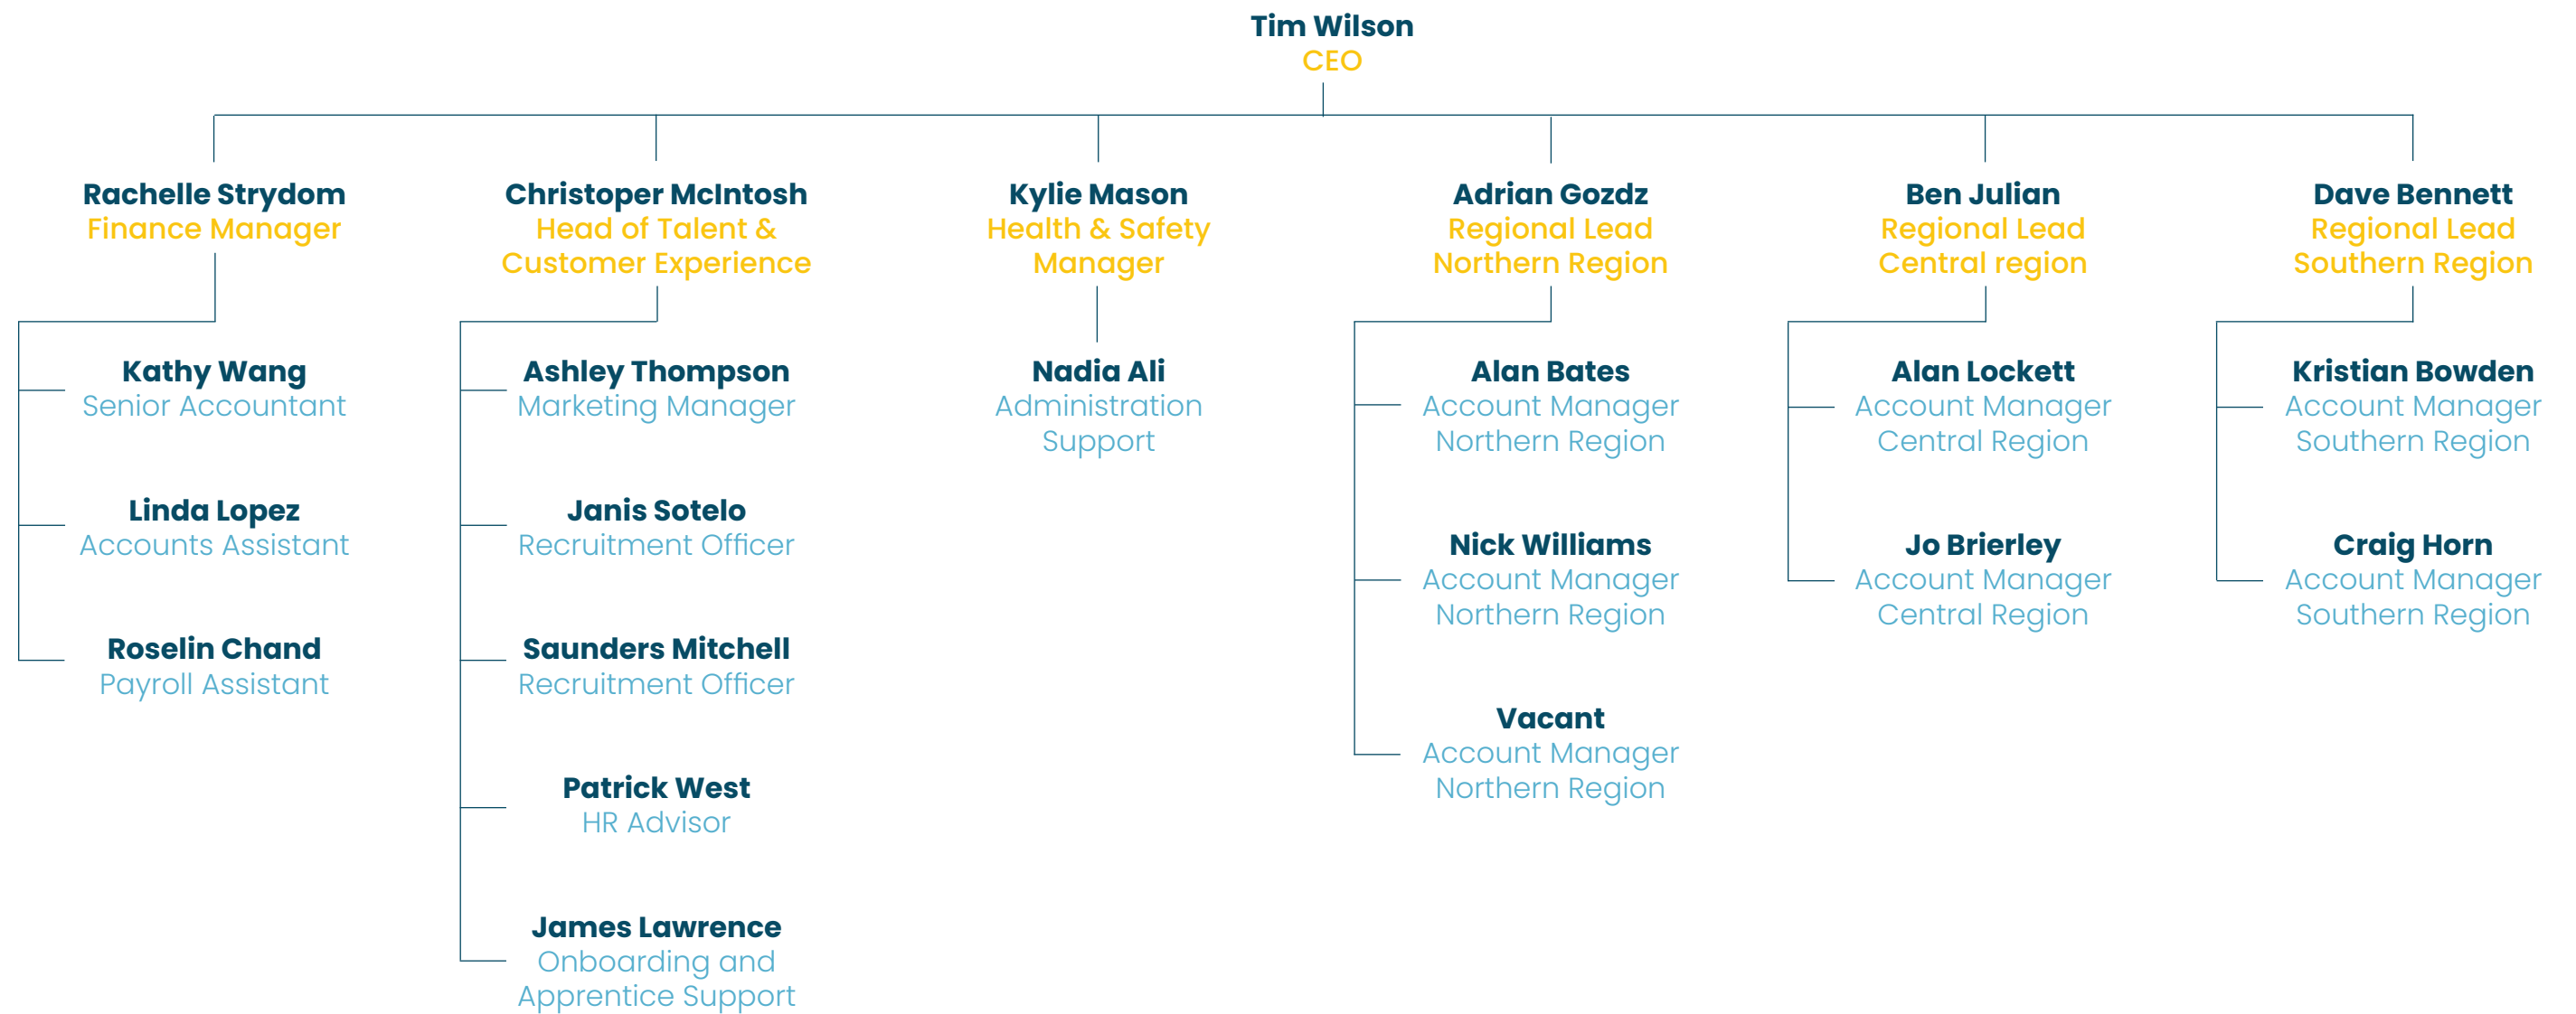 Tim Wilson
CEO
Rachelle Strydom
Finance Manager
Christoper McIntosh
Head of Talent &
Customer Experience
Kylie Mason
Health & Safety
Manager
Adrian Gozdz
Regional Lead
Northern Region
Ben Julian
Regional Lead
Central region
Dave Bennett
Regional Lead
Southern Region
Kathy Wang
Senior Accountant
Linda Lopez
Accounts Assistant
Roselin Chand
Payroll Assistant
Ashley Thompson
Marketing Manager
Janis Sotelo
Recruitment Officer
Saunders Mitchell
Recruitment Officer
Patrick West
HR Advisor
James Lawrence
Onboarding and
Apprentice Support
Nadia Ali
Administration
Support
Alan Bates
Account Manager
Northern Region
Nick Williams
Account Manager
Northern Region
Vacant
Account Manager
Northern Region
Alan Lockett
Account Manager
Central Region
Jo Brierley
Account Manager
Central Region
Kristian Bowden
Account Manager
Southern Region
Craig Horn
Account Manager
Southern Region